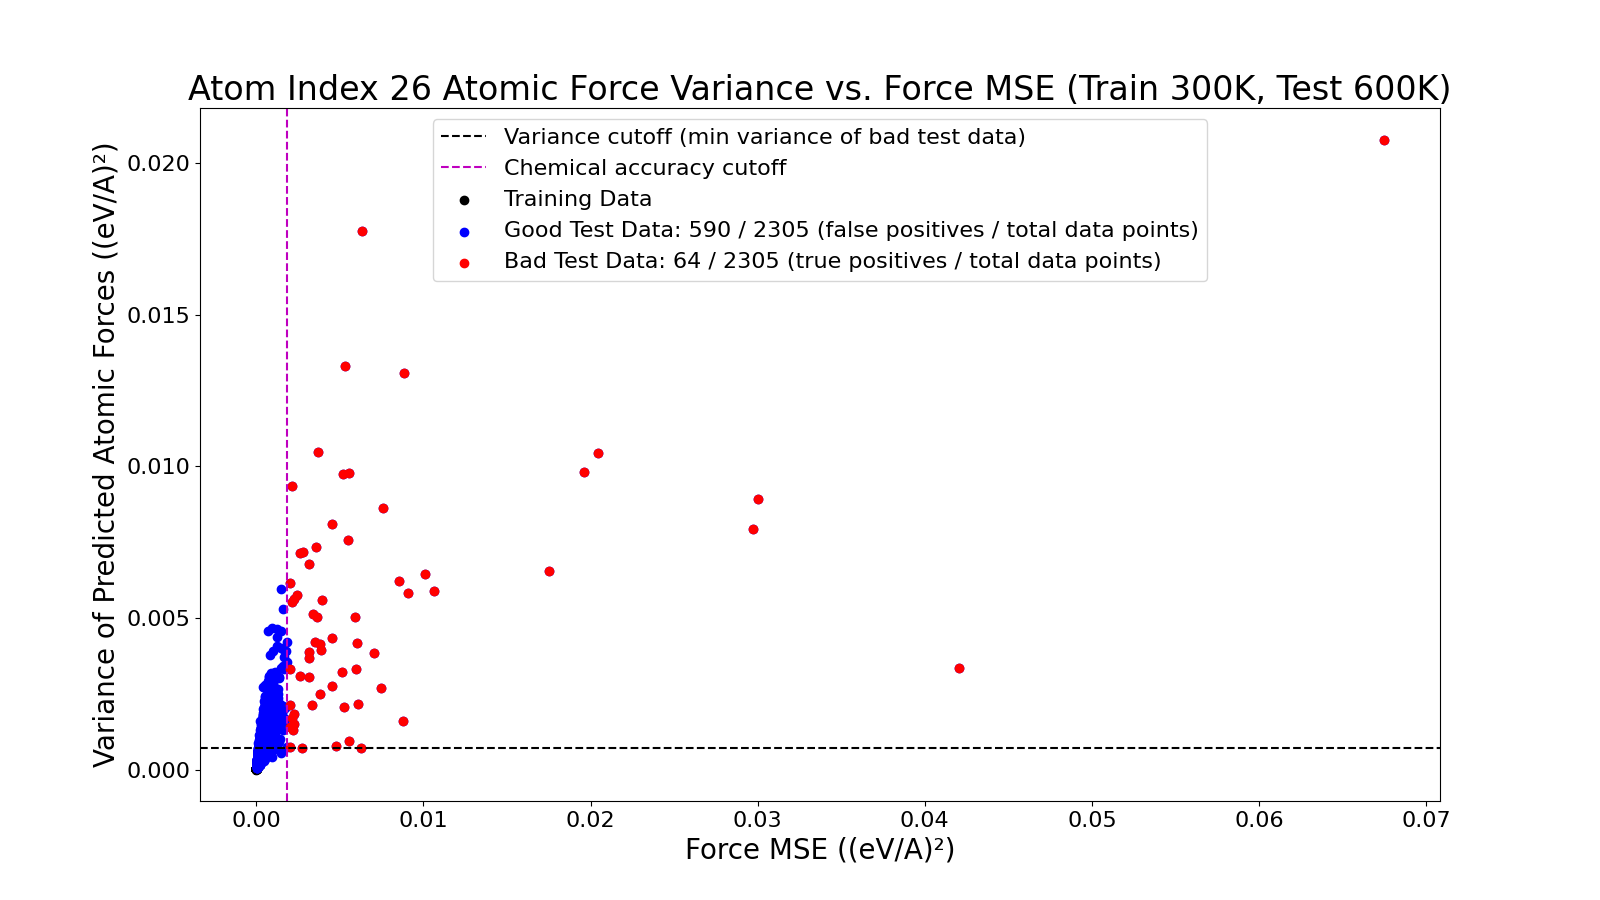 Atom Index 26 Atomic Force Variance vs. Force MSE (Train 300K, Test 600K)
Variance cutoff (min variance of bad test data)
Chemical accuracy cutoff
Training Data
Good Test Data: 590 / 2305 (false positives / total data points)
Bad Test Data: 64 / 2305 (true positives / total data points)
Variance of Predicted Atomic Forces ((eV/A)²)
0.020
0.015
0.010
0.005
0.000
0.00 0.01 0.02 0.03 0.04 0.05 0.06 0.07
Force MSE ((eV/A)²)